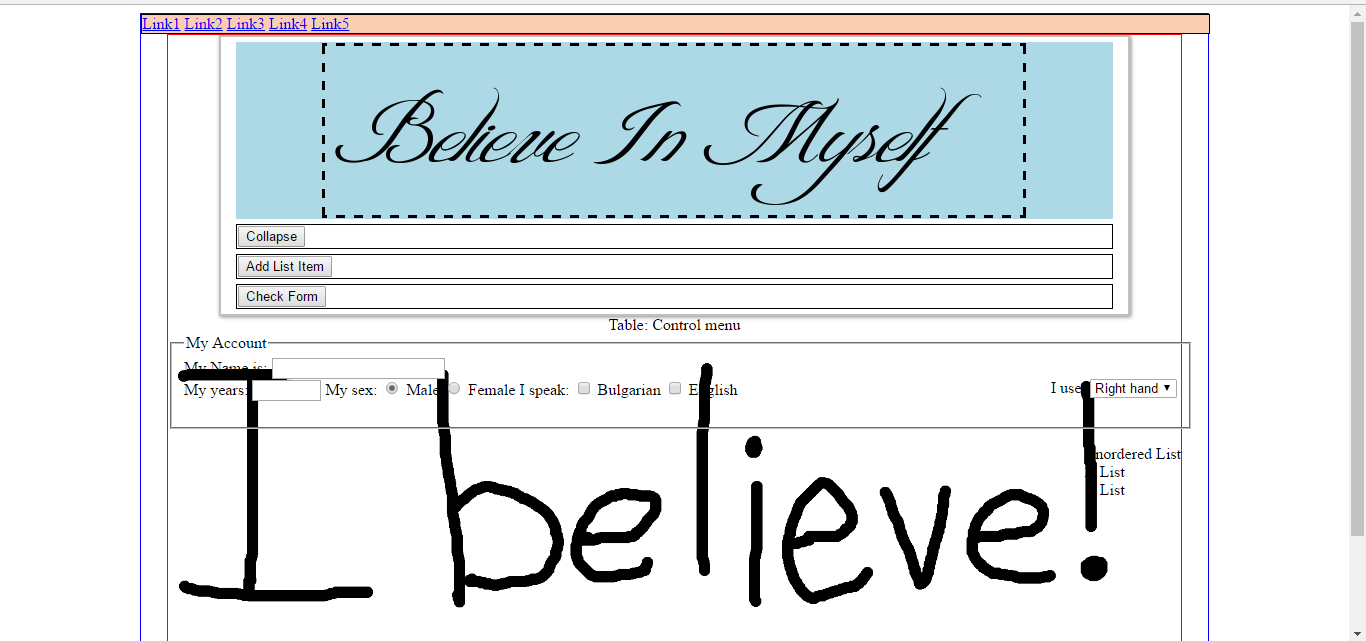 Link1 Link2 Link3 Link4 Link5
Believe In Myself
Collapse
Add List Item
Check Form
Table: Control menu
My Account
My Name is:
My years: My sex: Male Female I speak: Bulgarian English I use Right hand
nordered List
List
List
I believe!